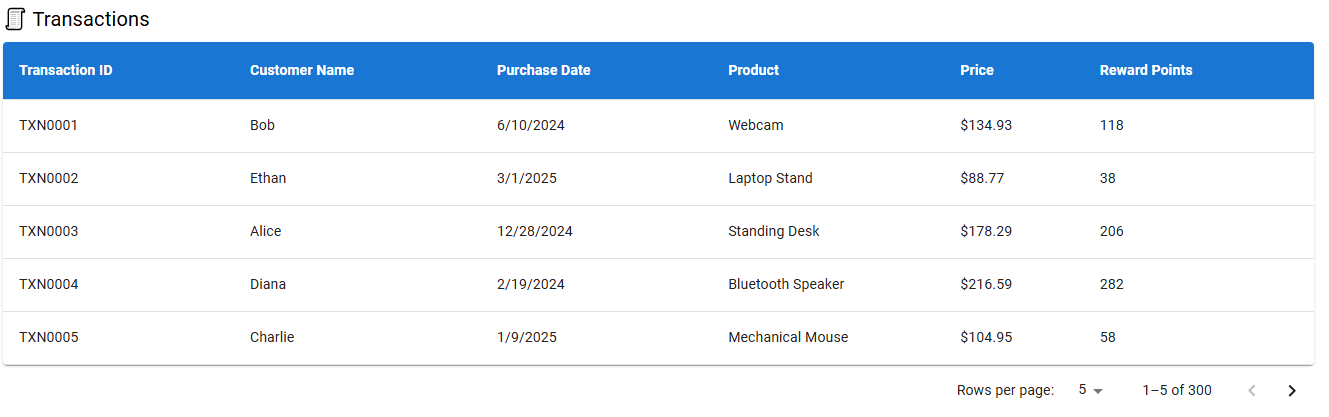 Transactions
Transaction ID Customer Name Purchase Date Product Price Reward Points
TXN0001 Bob 6/10/2024 Webcam $134.93 118
TXN0002 Ethan 3/1/2025 Laptop Stand $88.77 38
TXN0003 Alice 12/28/2024 Standing Desk $178.29 206
TXN0004 Diana 2/19/2024 Bluetooth Speaker $216.59 282
TXN0005 Charlie 1/9/2025 Mechanical Mouse $104.95 58
Rows per page: 5 1–5 of 300